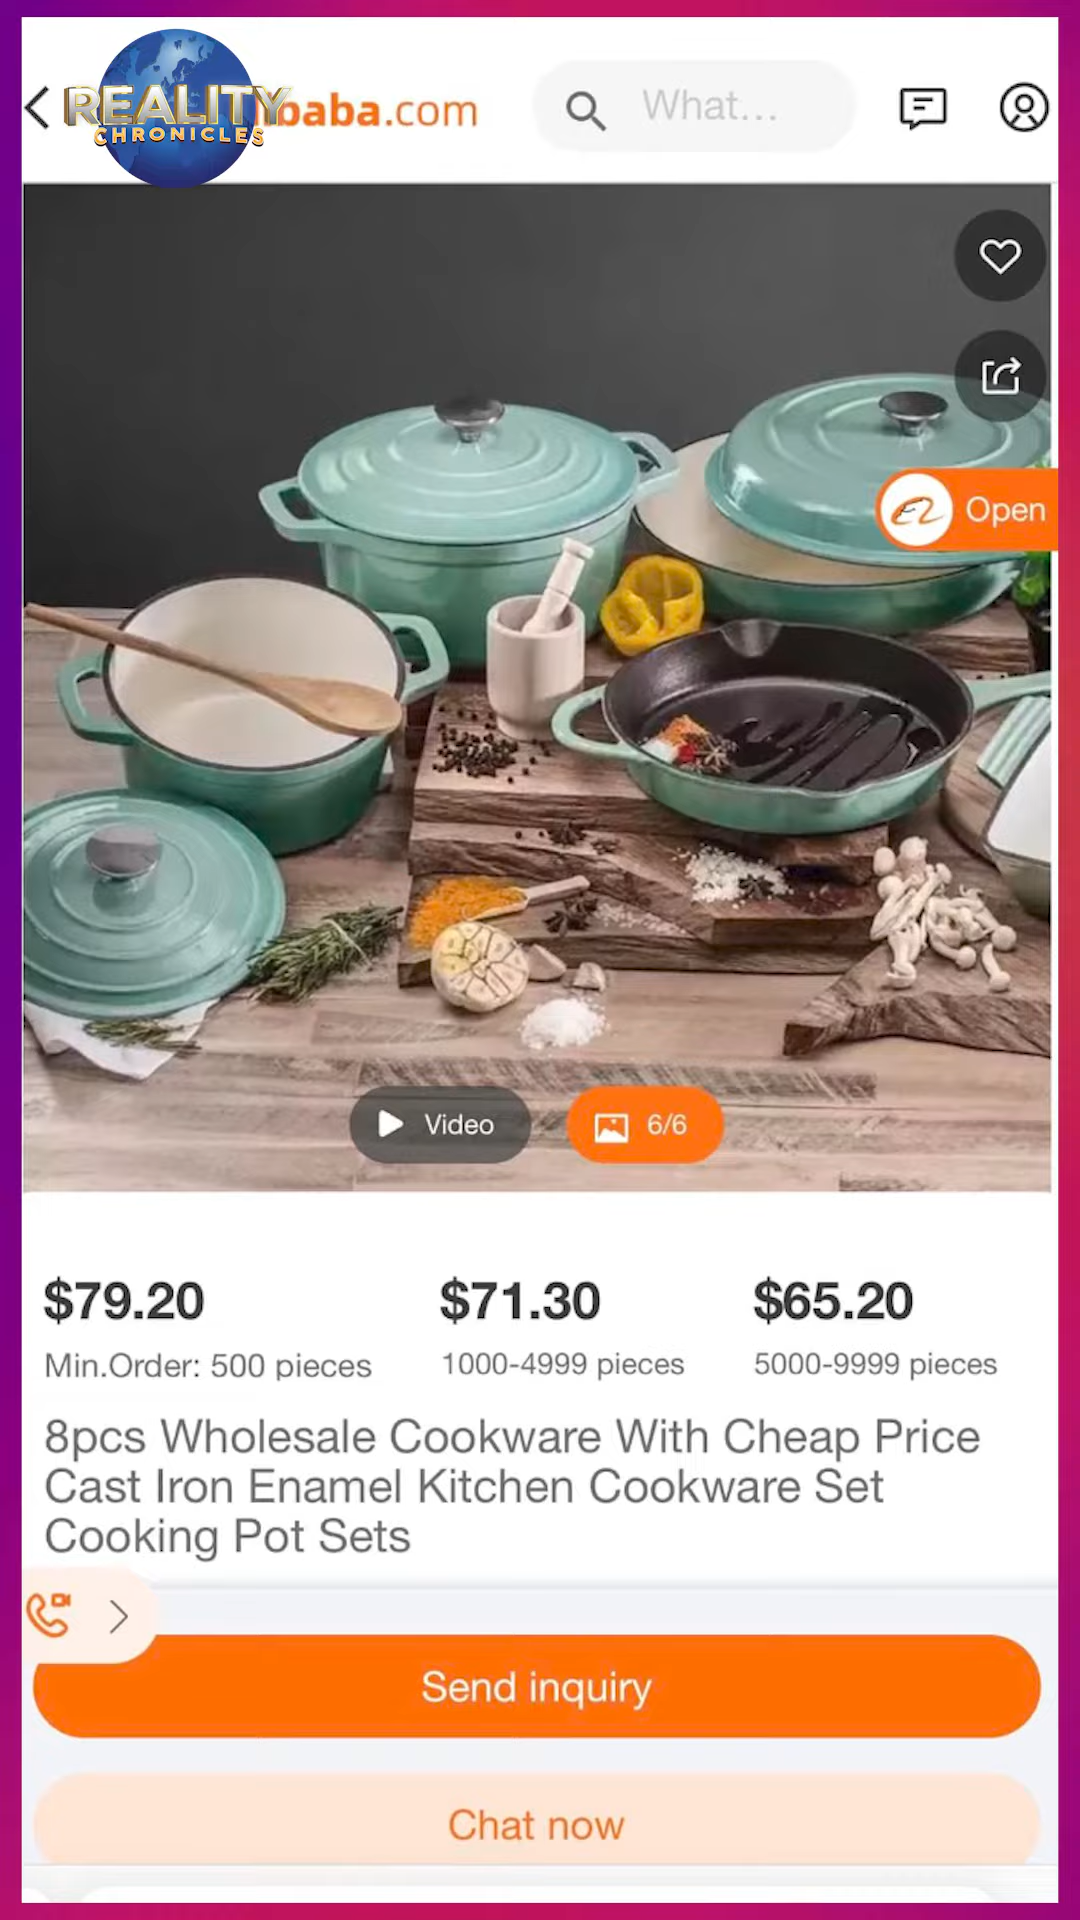 REALITY
CHRONICLES
baba.com
What...
Open
Video
6/6
$79.20
$71.30
$65.20
Min.Order: 500 pieces
1000-4999 pieces
5000-9999 pieces
8pcs Wholesale Cookware With Cheap Price
Cast Iron Enamel Kitchen Cookware Set
Cooking Pot Sets
Send inquiry
Chat now